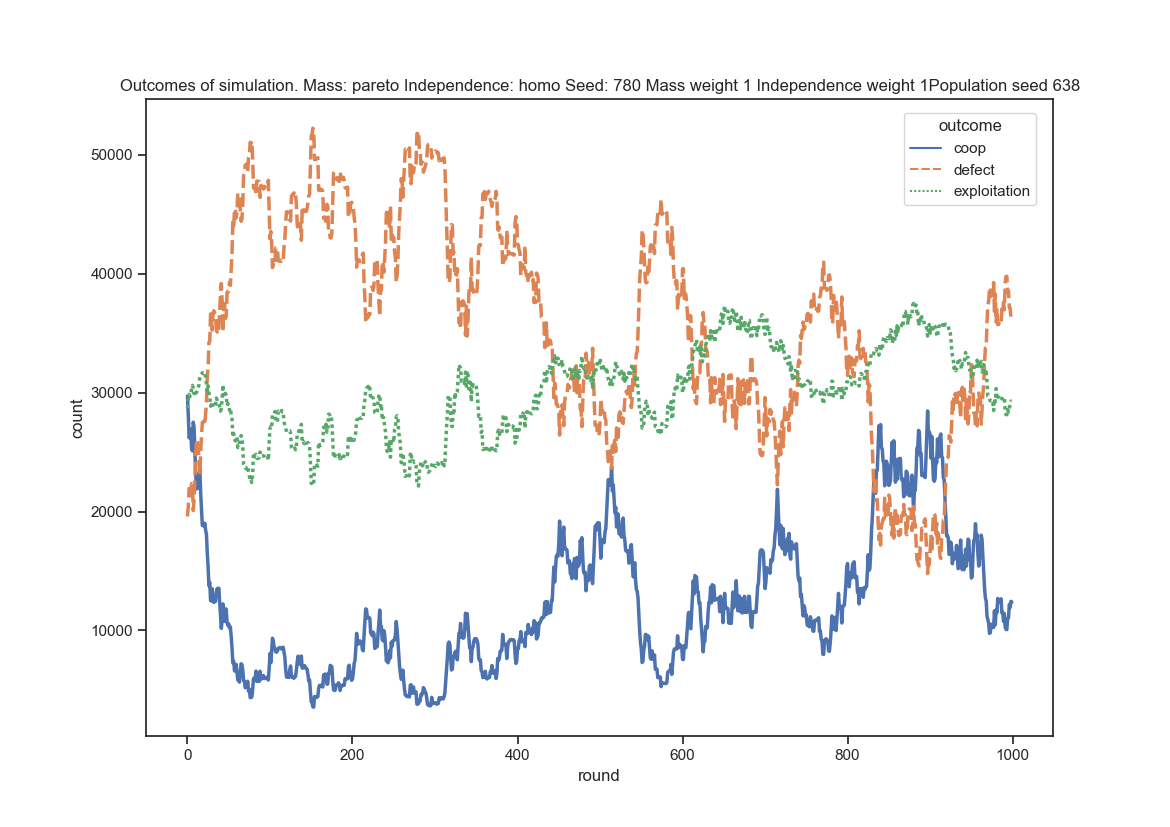 Outcomes of simulation. Mass: pareto Independence: homo Seed: 780 Mass weight 1 Independence weight 1Population seed 638
outcome
coop
defect
exploitation
50000
40000
30000
20000
10000
count
0 200 400 600 800 1000
round